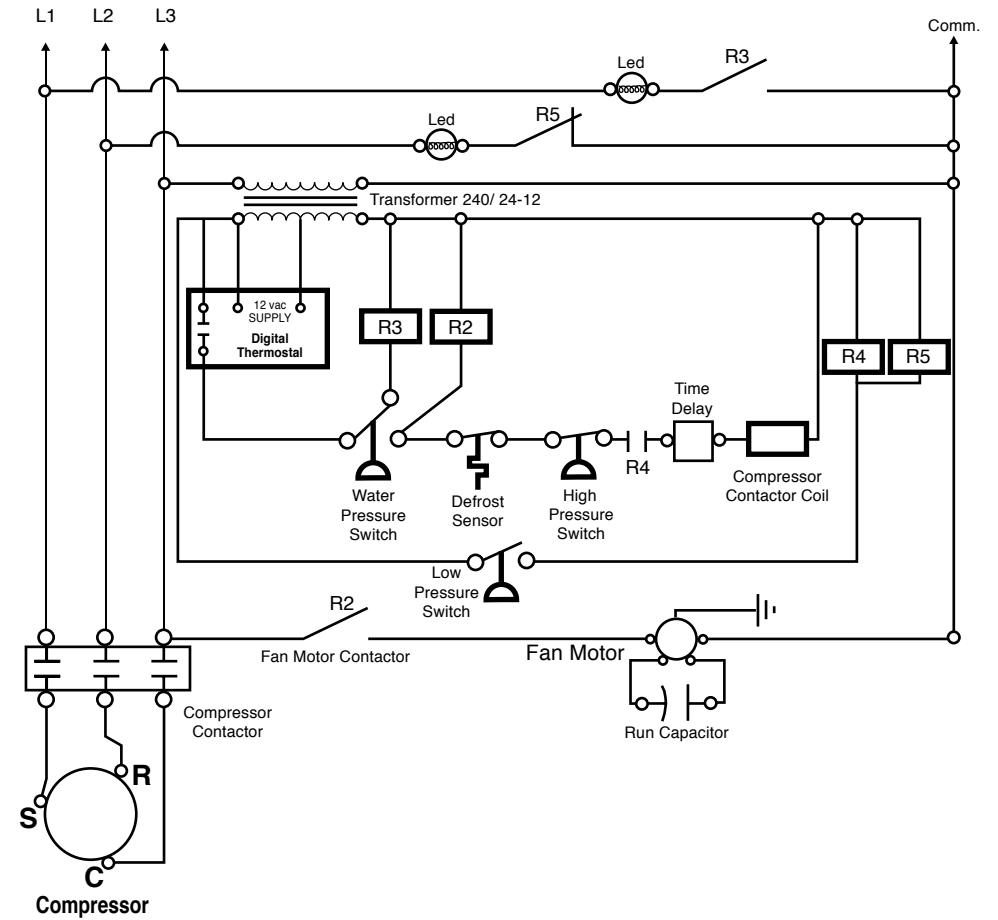 L1
L2
L3
Comm.
Led
R3
Led
R5
Transformer 240/ 24-12
12 vac
SUPPLY
Digital
Thermostal
R3
R2
R4
R5
Time
Delay
R4
Water
Pressure
Switch
Defrost
Sensor
High
Pressure
Switch
Compressor
Contactor Coil
Low
Pressure
Switch
R2
Fan Motor Contactor
Fan Motor
Run Capacitor
Compressor
Contactor
R
S
C
Compressor